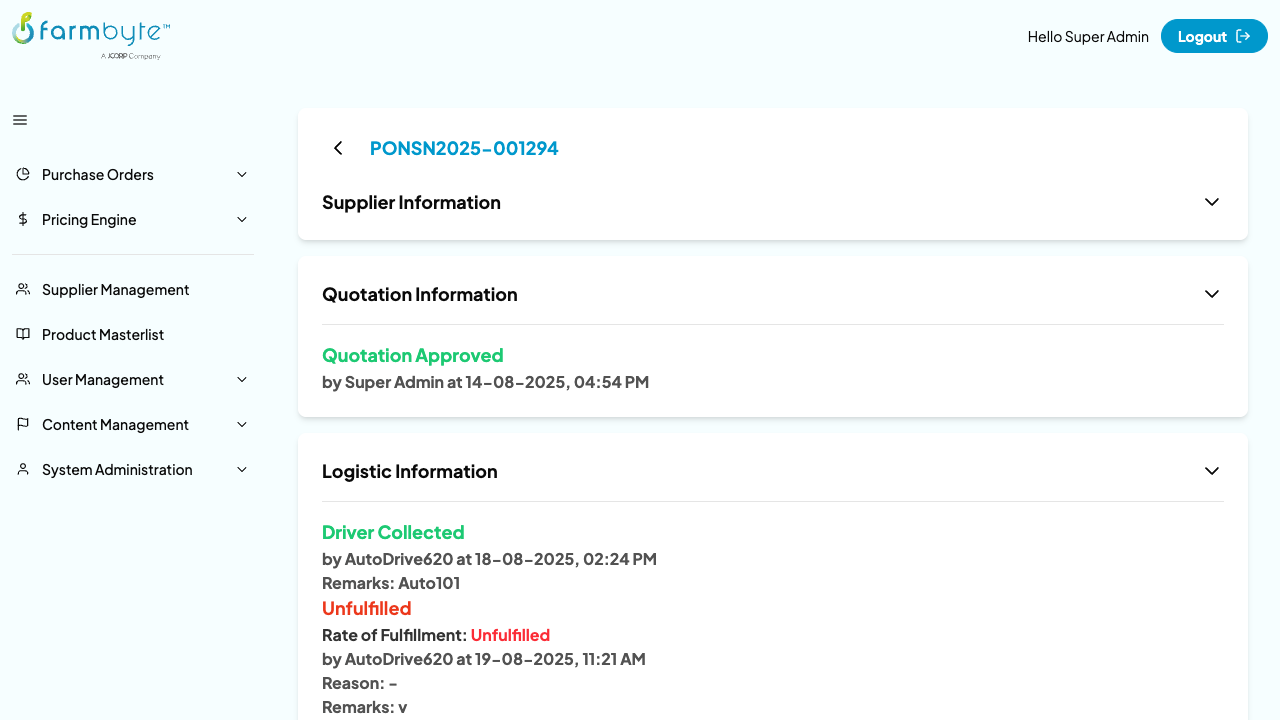 farmbyte™
A JCORP Company
Hello Super Admin
Logout
Purchase Orders
Pricing Engine
Supplier Management
Product Masterlist
User Management
Content Management
System Administration
PONSN2025-001294
Supplier Information
Quotation Information
Quotation Approved
by Super Admin at 14-08-2025, 04:54 PM
Logistic Information
Driver Collected
by AutoDrive620 at 18-08-2025, 02:24 PM
Remarks: Auto101
Unfulfilled
Rate of Fulfillment: Unfulfilled
by AutoDrive620 at 19-08-2025, 11:21 AM
Reason: -
Remarks: v